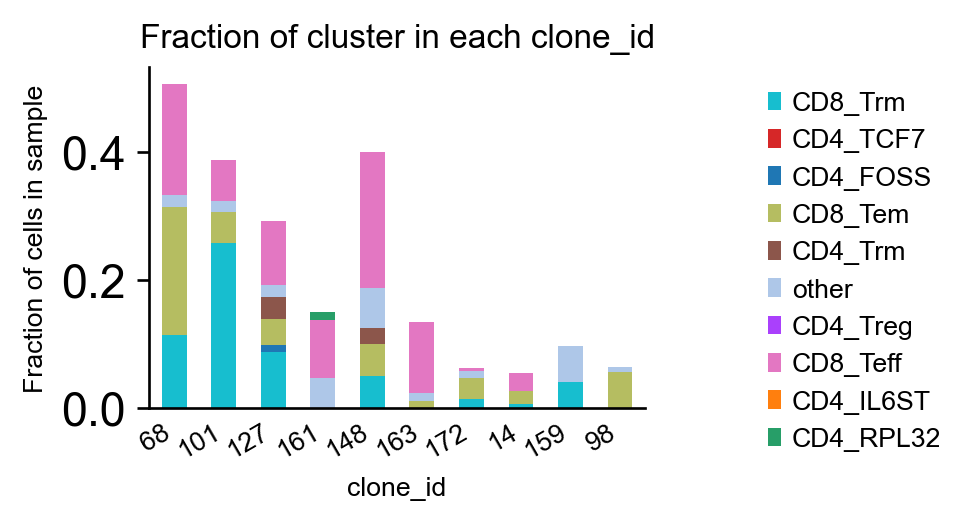 Fraction of cluster in each clone_id
Fraction of cells in sample
0.4
0.2
0.0
68
101
127
161
148
163
172
14
159
98
clone_id
CD8_Trm
CD4_TCF7
CD4_FOSS
CD8_Tem
CD4_Trm
other
CD4_Treg
CD8_Teff
CD4_IL6ST
CD4_RPL32